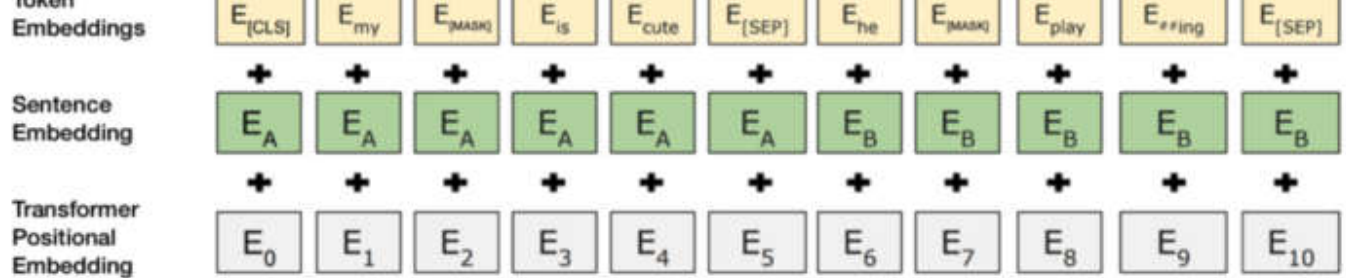 Token
Embeddings
E[CLS] Emy E[MASK] Eis Ecute E[SEP] Ehe E[MASK] Eplay E##ing E[SEP]
+ + + + + + + + + + +
Sentence
Embedding
EA EA EA EA EA EA EB EB EB EB EB
+ + + + + + + + + + +
Transformer
Positional
Embedding
E0 E1 E2 E3 E4 E5 E6 E7 E8 E9 E10